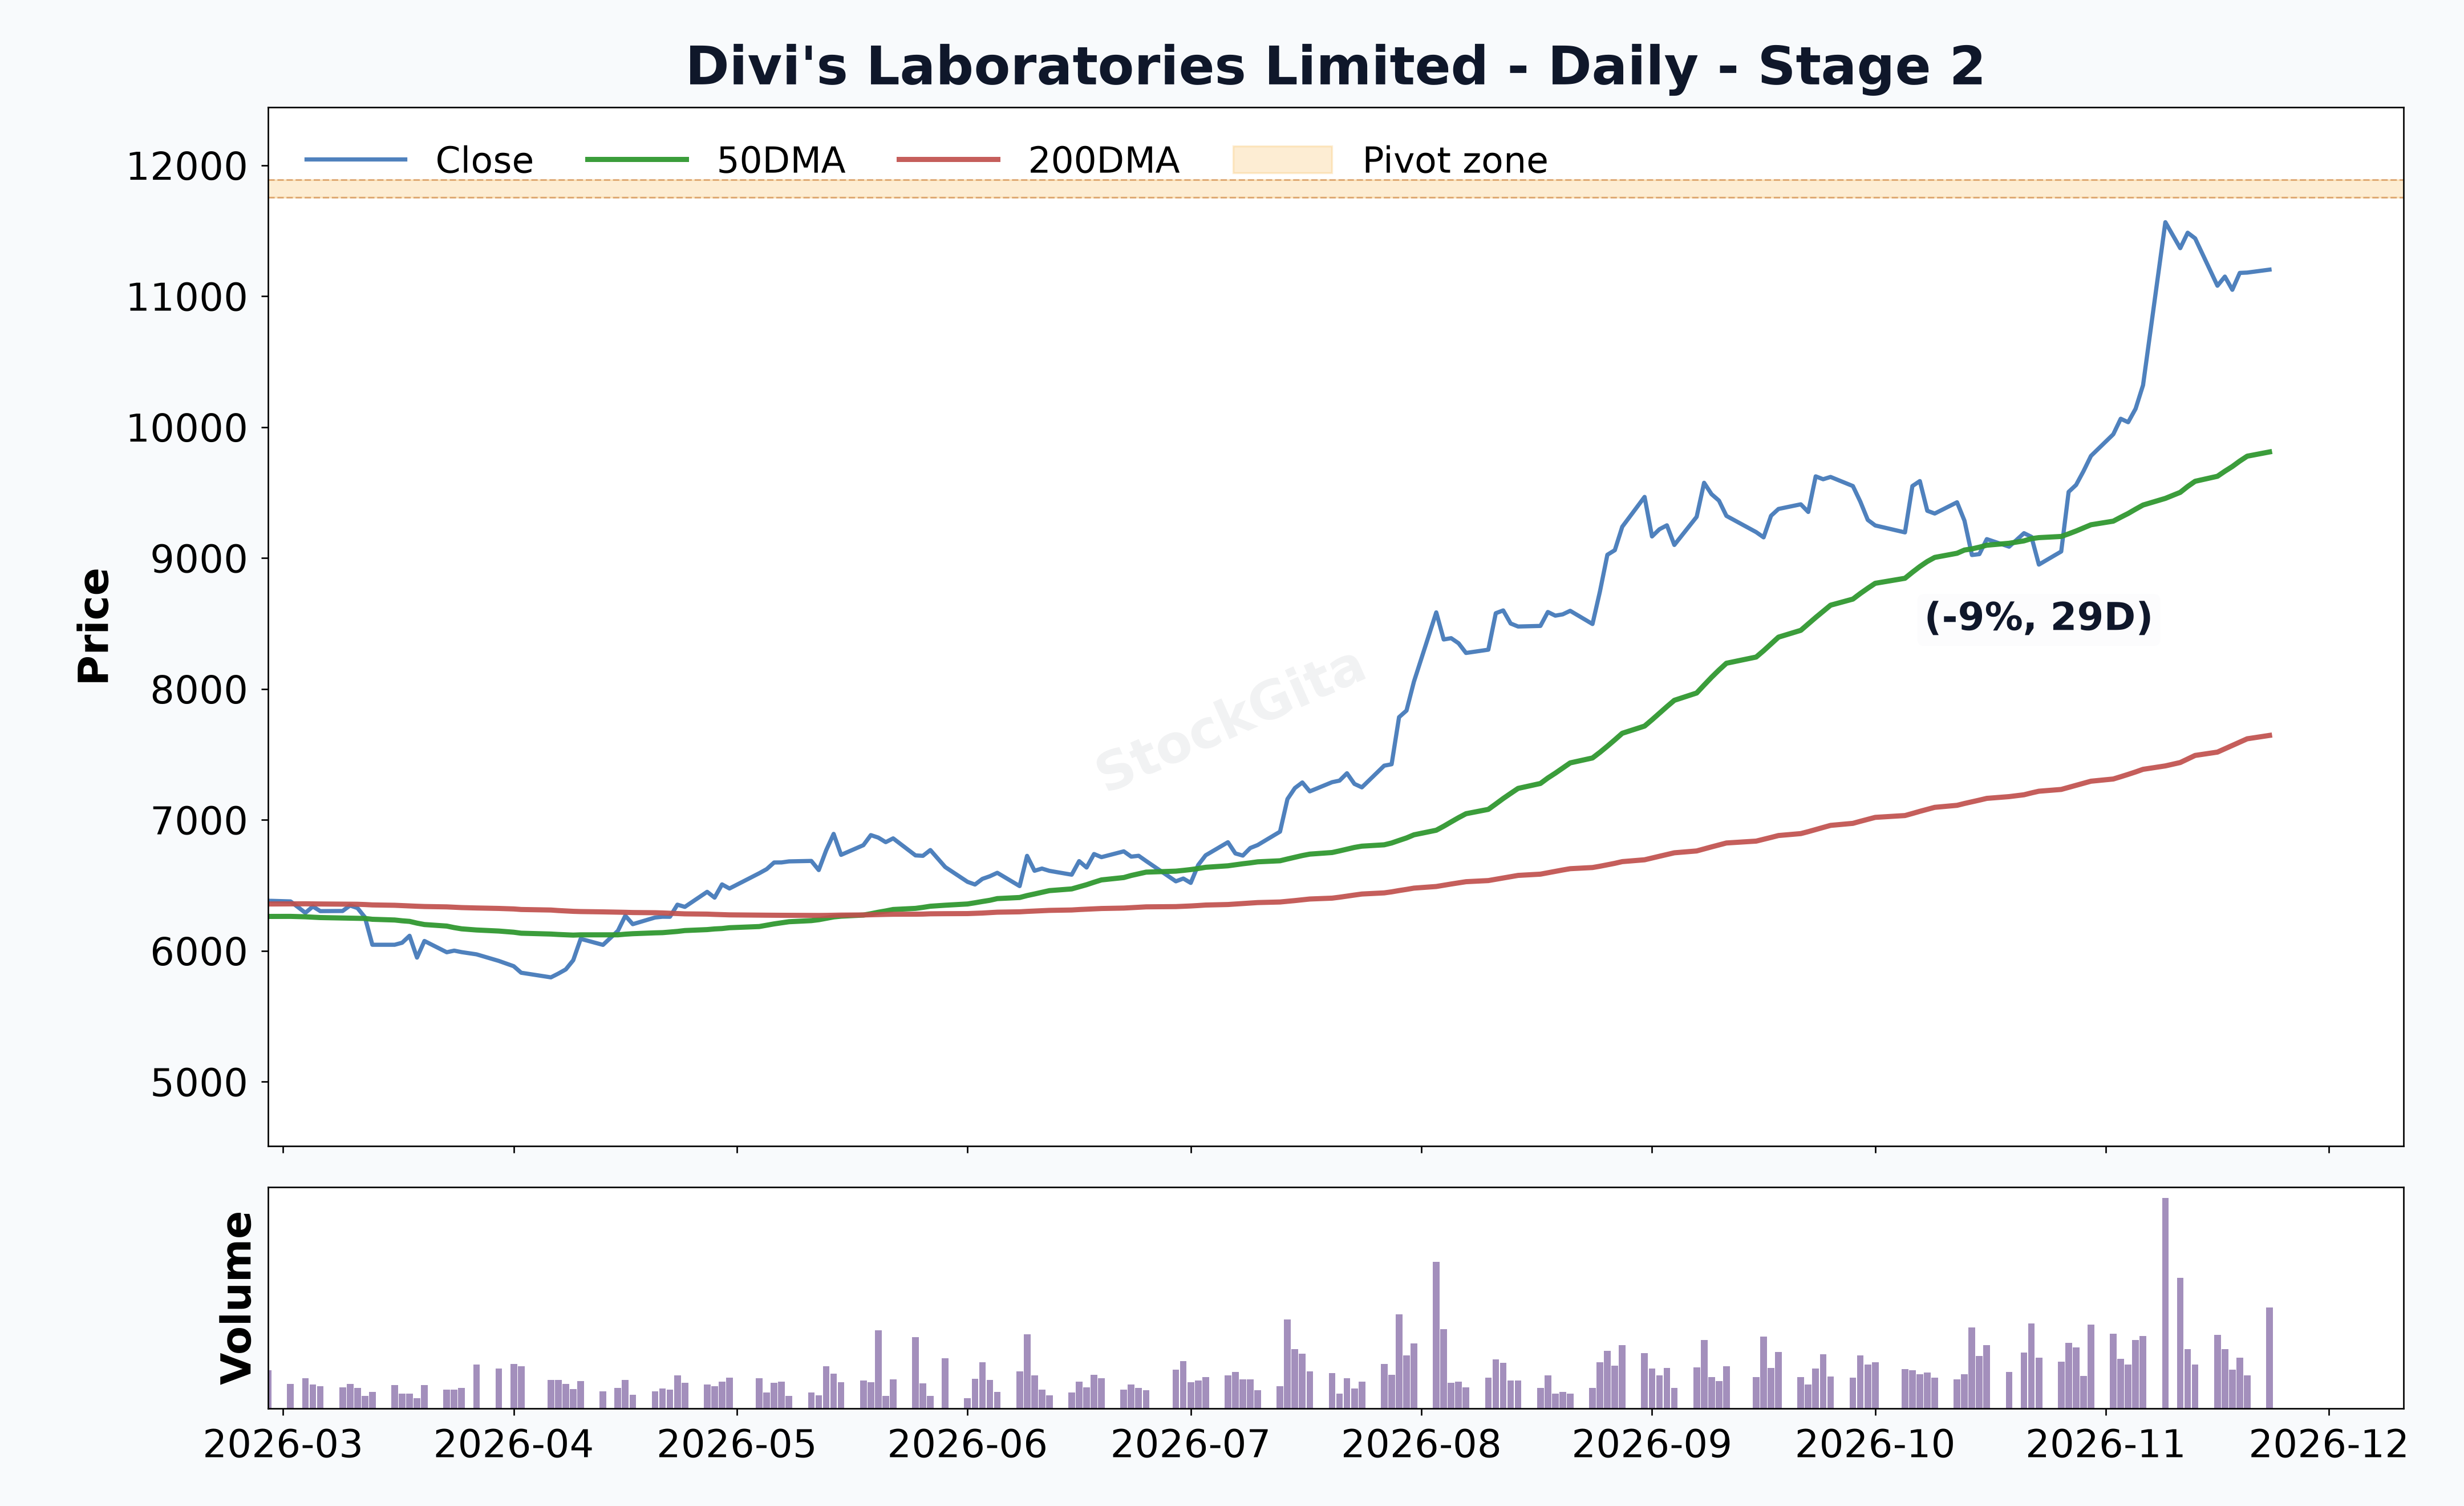 Divi's Laboratories Limited - Daily - Stage 2
Close 50DMA 200DMA Pivot zone
12000
11000
10000
9000
8000
7000
6000
5000
Price
(-9%, 29D)
StockGita
Volume
2026-03 2026-04 2026-05 2026-06 2026-07 2026-08 2026-09 2026-10 2026-11 2026-12